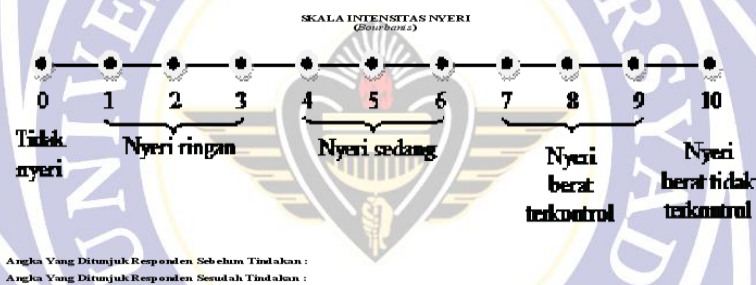 SKALA INTENSITAS NYERI
(Bourbanis)
0 1 2 3 4 5 6 7 8 9 10
Tidak nyeri
Nyeri ringan
Nyeri sedang
Nyeri berat terkontrol
Nyeri berat tidak terkontrol
Angka Yang Ditunjuk Responden Sebelum Tindakan :
Angka Yang Ditunjuk Responden Sesudah Tindakan :